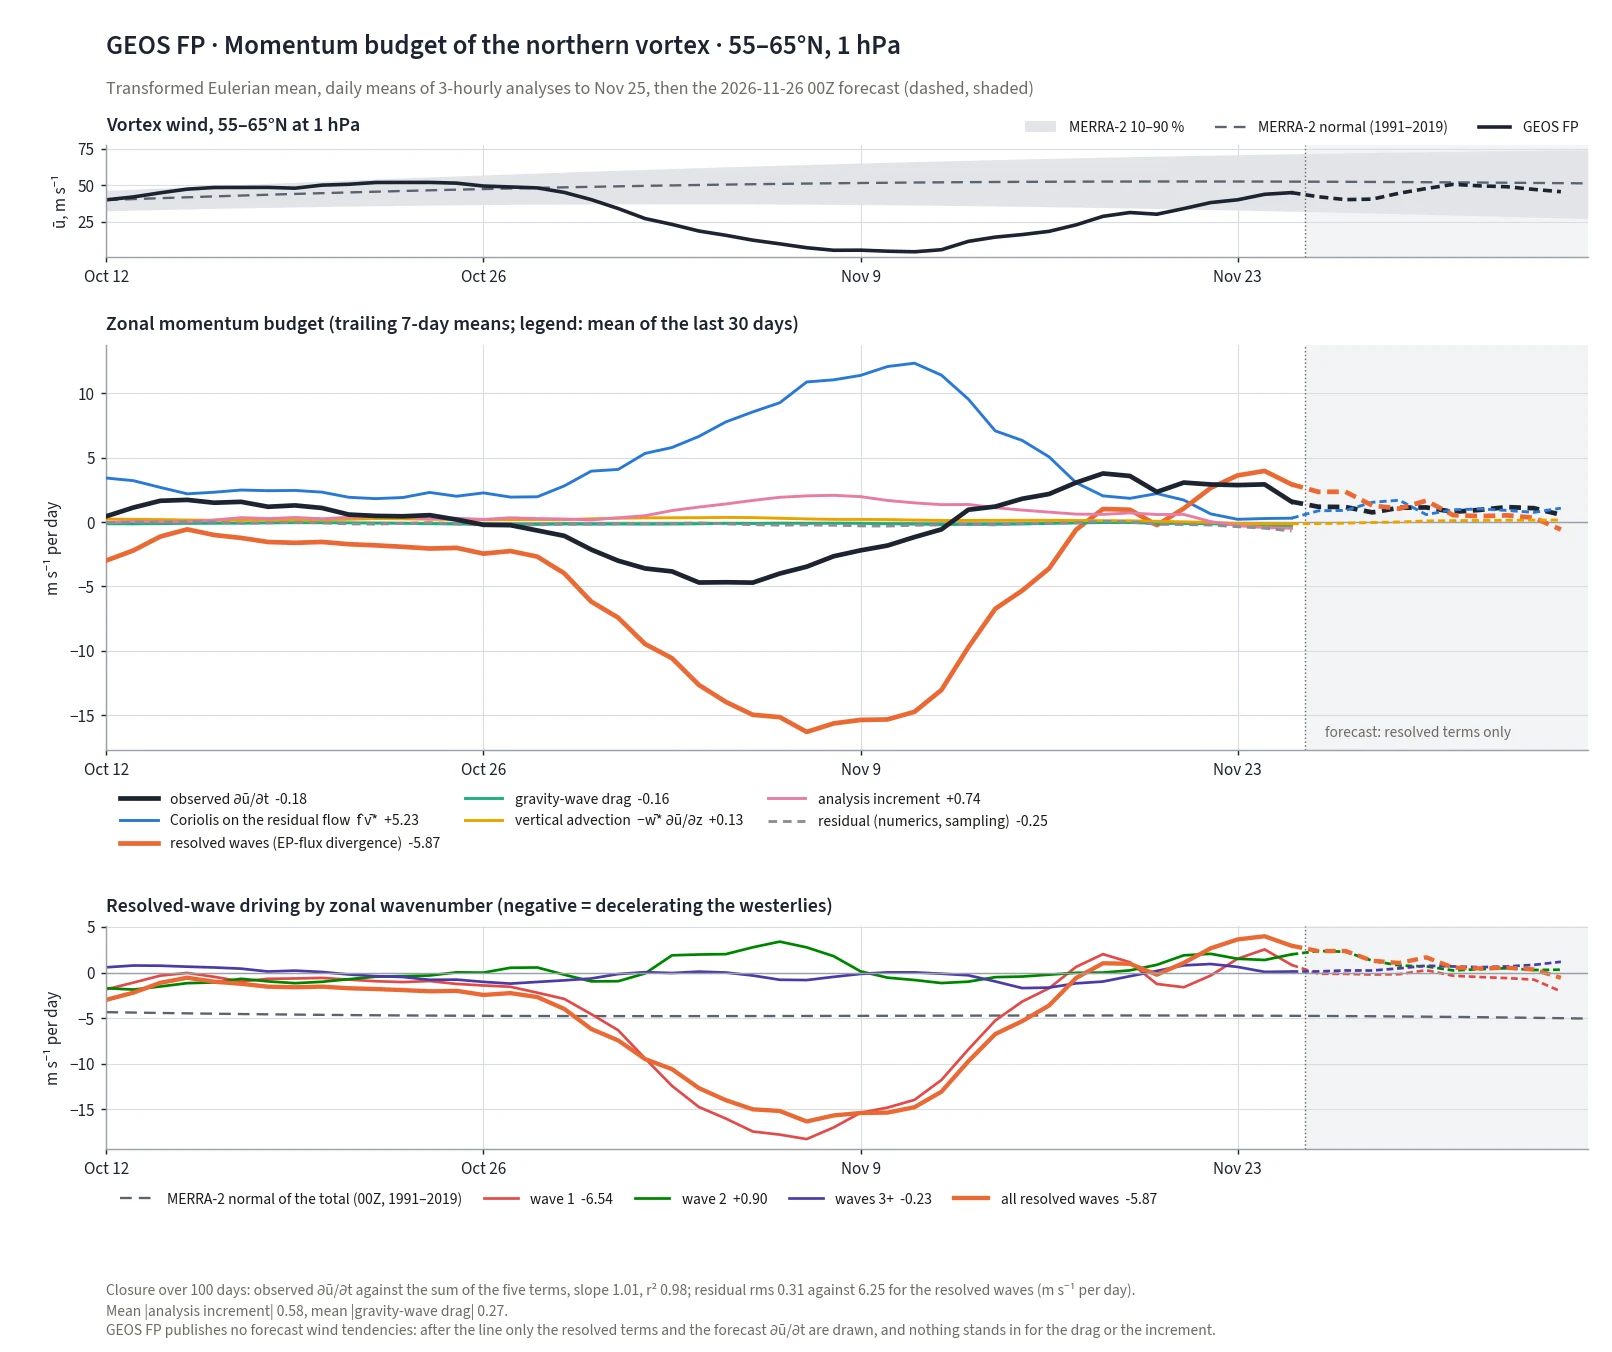 GEOS FP · Momentum budget of the northern vortex · 55–65°N, 1 hPa
Transformed Eulerian mean, daily means of 3-hourly analyses to Nov 25, then the 2026-11-26 00Z forecast (dashed, shaded)
Vortex wind, 55–65°N at 1 hPa
MERRA-2 10–90 %
MERRA-2 normal (1991–2019)
GEOS FP
75
50
25
ū, m s⁻¹
Oct 12
Oct 26
Nov 9
Nov 23
Zonal momentum budget (trailing 7-day means; legend: mean of the last 30 days)
10
5
0
−5
−10
−15
m s⁻¹ per day
forecast: resolved terms only
Oct 12
Oct 26
Nov 9
Nov 23
observed ∂ū/∂t -0.18
gravity-wave drag -0.16
analysis increment +0.74
Coriolis on the residual flow f v̄* +5.23
vertical advection −w̄* ∂ū/∂z +0.13
residual (numerics, sampling) -0.25
resolved waves (EP-flux divergence) -5.87
Resolved-wave driving by zonal wavenumber (negative = decelerating the westerlies)
5
0
−5
−10
−15
m s⁻¹ per day
Oct 12
Oct 26
Nov 9
Nov 23
MERRA-2 normal of the total (00Z, 1991–2019)
wave 1 -6.54
wave 2 +0.90
waves 3+ -0.23
all resolved waves -5.87
Closure over 100 days: observed ∂ū/∂t against the sum of the five terms, slope 1.01, r² 0.98; residual rms 0.31 against 6.25 for the resolved waves (m s⁻¹ per day).
Mean |analysis increment| 0.58, mean |gravity-wave drag| 0.27.
GEOS FP publishes no forecast wind tendencies: after the line only the resolved terms and the forecast ∂ū/∂t are drawn, and nothing stands in for the drag or the increment.